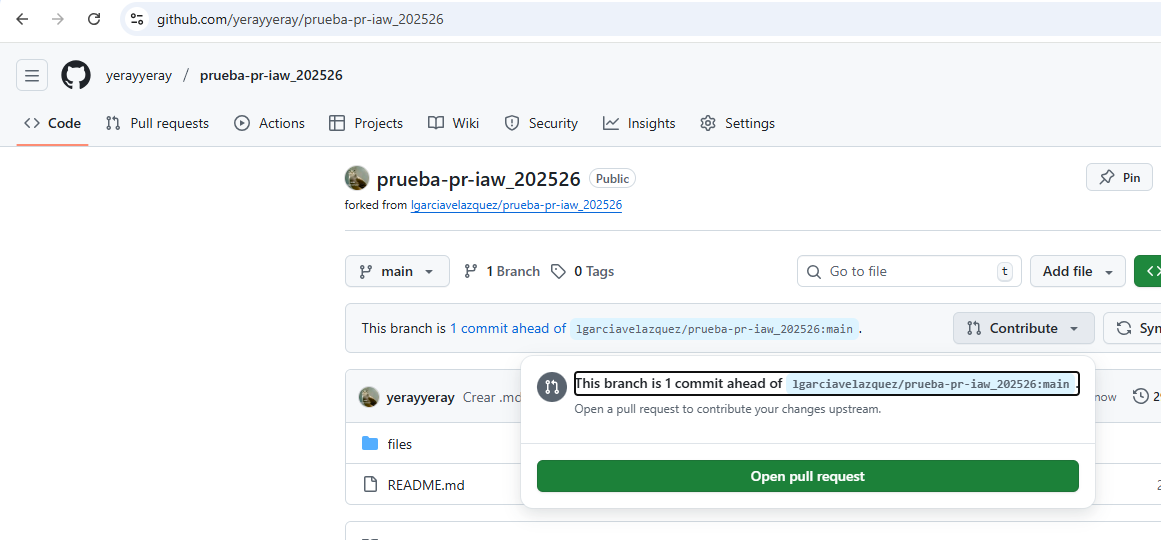 github.com/yerayyeray/prueba-pr-iaw_202526
yerayyeray / prueba-pr-iaw_202526
Code Pull requests Actions Projects Wiki Security Insights Settings
prueba-pr-iaw_202526 Public Pin
forked from lgarciavelazquez/prueba-pr-iaw_202526
main 1 Branch 0 Tags Go to file t Add file
This branch is 1 commit ahead of lgarciavelazquez/prueba-pr-iaw_202526:main. Contribute
This branch is 1 commit ahead of lgarciavelazquez/prueba-pr-iaw_202526:main.
yerayyeray Crear .md now
Open a pull request to contribute your changes upstream.
files
Open pull request
README.md